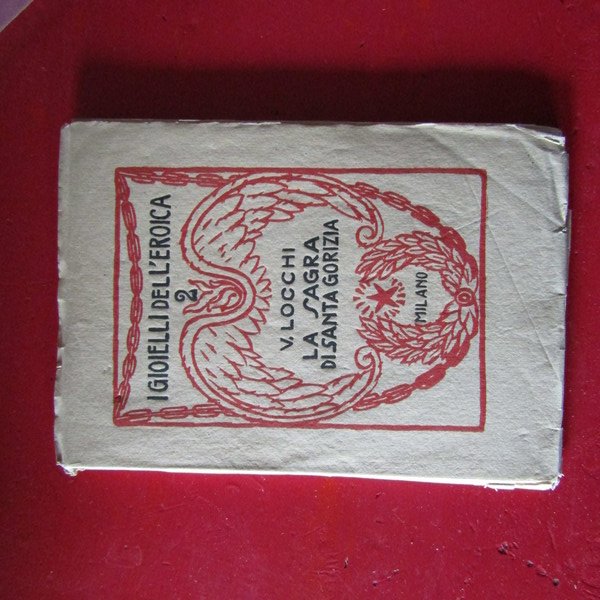 I GIOIELLI DELL'EROICA
2
V. LOCCHI
LA SAGRA
DI SANTA GORIZIA
MILANO